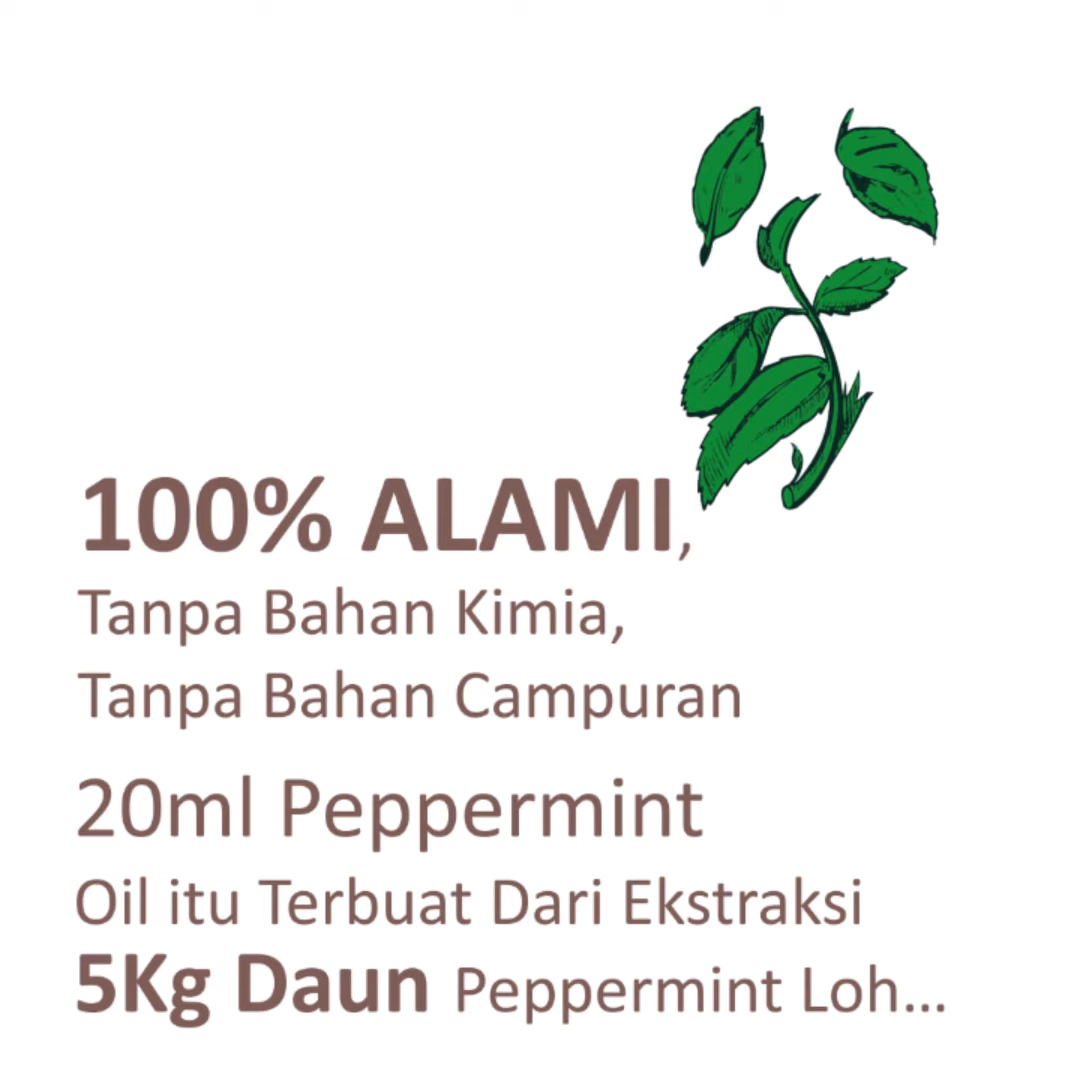 100% ALAMI,
Tanpa Bahan Kimia,
Tanpa Bahan Campuran
20ml Peppermint
Oil itu Terbuat Dari Ekstraksi
5Kg Daun Peppermint Loh...